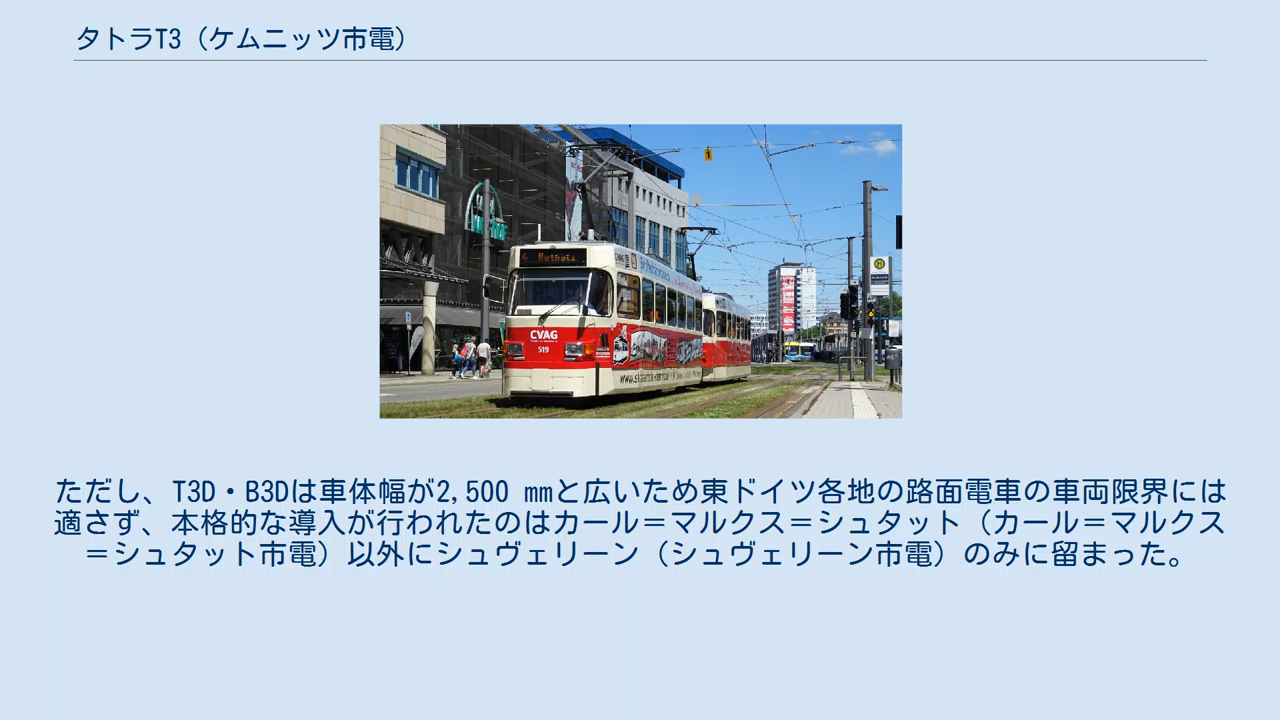 タトラT3（ケムニッツ市電）
CVAG
519
ただし、T3D・B3Dは車体幅が2,500 mmと広いため東ドイツ各地の路面電車の車両限界には
適さず、本格的な導入が行われたのはカール＝マルクス＝シュタット（カール＝マルクス
＝シュタット市電）以外にシュヴェリーン（シュヴェリーン市電）のみに留まった。